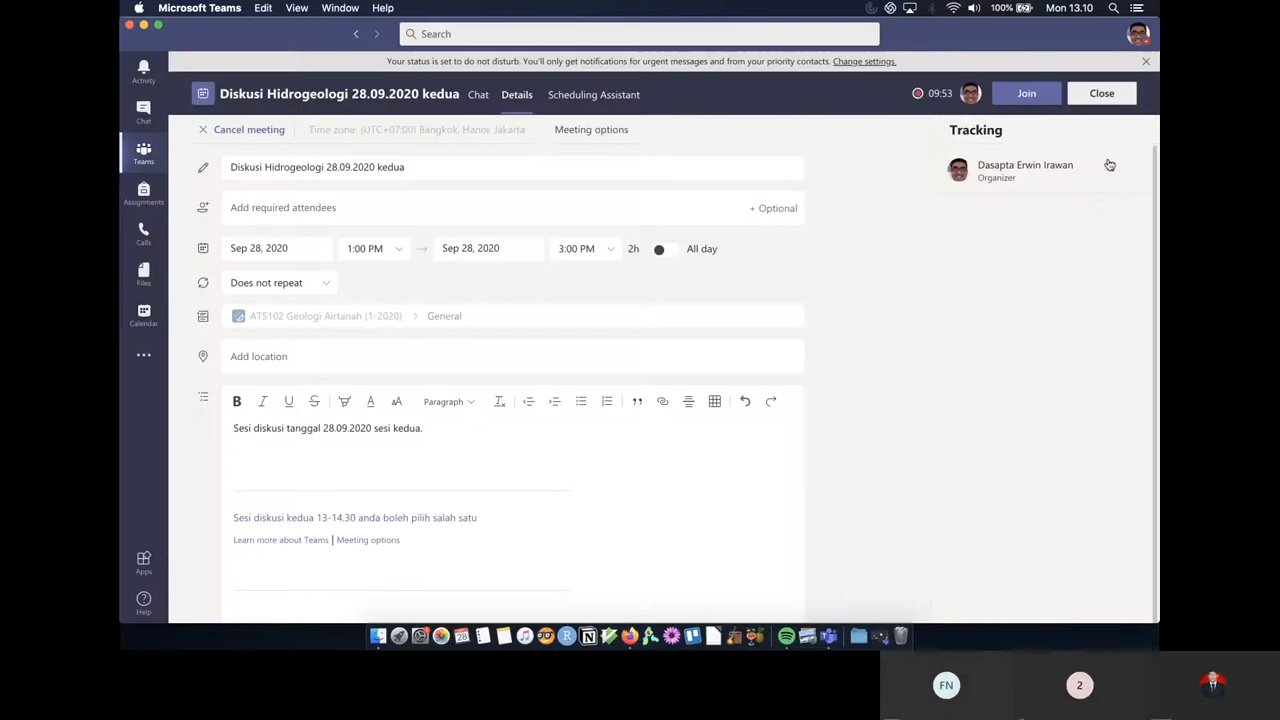 Microsoft Teams Edit View Window Help
100% Mon 13.10
Search
Your status is set to do not disturb. You'll only get notifications for urgent messages and from your priority contacts. Change settings.
Activity
Chat
Teams
Assignments
Calls
Files
Calendar
Apps
Help
Diskusi Hidrogeologi 28.09.2020 kedua Chat Details Scheduling Assistant
09:53 Join Close
Cancel meeting Time zone: (UTC+07:00) Bangkok, Hanoi, Jakarta Meeting options
Tracking
Dasapta Erwin Irawan
Organizer
Diskusi Hidrogeologi 28.09.2020 kedua
Add required attendees + Optional
Sep 28, 2020 1:00 PM → Sep 28, 2020 3:00 PM 2h All day
Does not repeat
ATS102 Geologi Airtanah (1-2020) > General
Add location
B I U S A AA Paragraph
Sesi diskusi tanggal 28.09.2020 sesi kedua.
Sesi diskusi kedua 13-14.30 anda boleh pilih salah satu
Learn more about Teams | Meeting options
28
R
FN 2